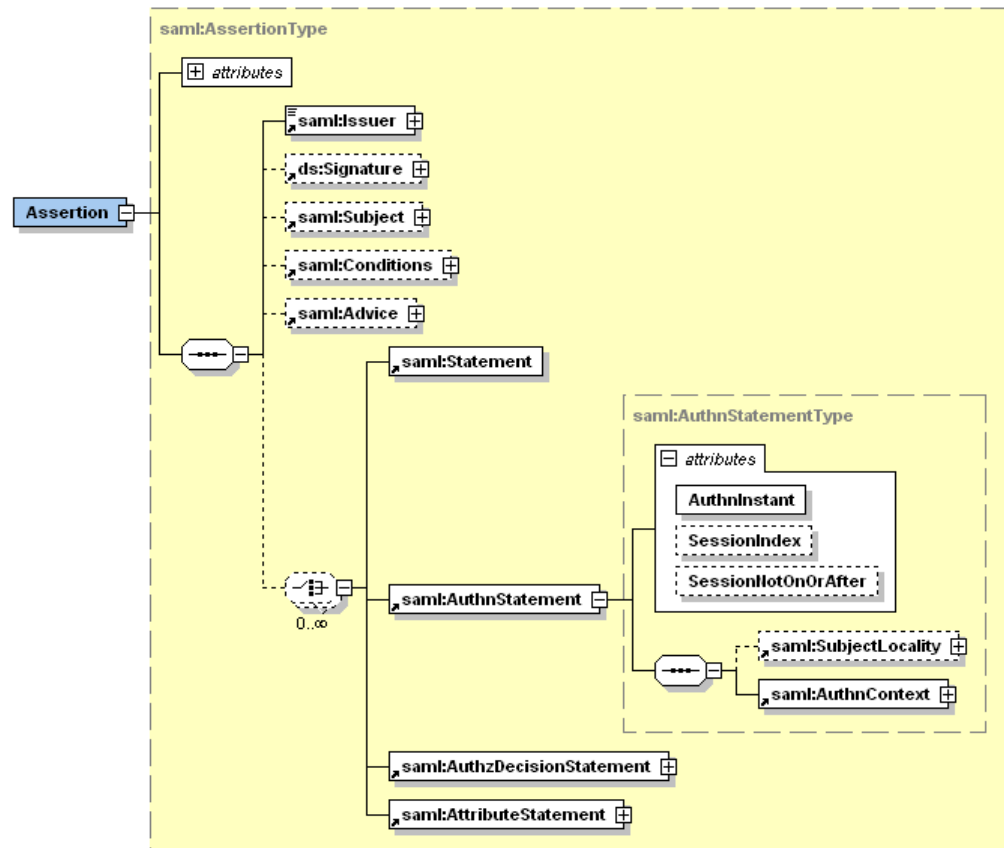 saml:AssertionType
attributes
saml:Issuer
ds:Signature
Assertion
saml:Subject
saml:Conditions
saml:Advice
saml:Statement
saml:AuthnStatementType
attributes
AuthnInstant
SessionIndex
SessionNotOnOrAfter
saml:AuthnStatement
0..∞
saml:SubjectLocality
saml:AuthnContext
saml:AuthzDecisionStatement
saml:AttributeStatement